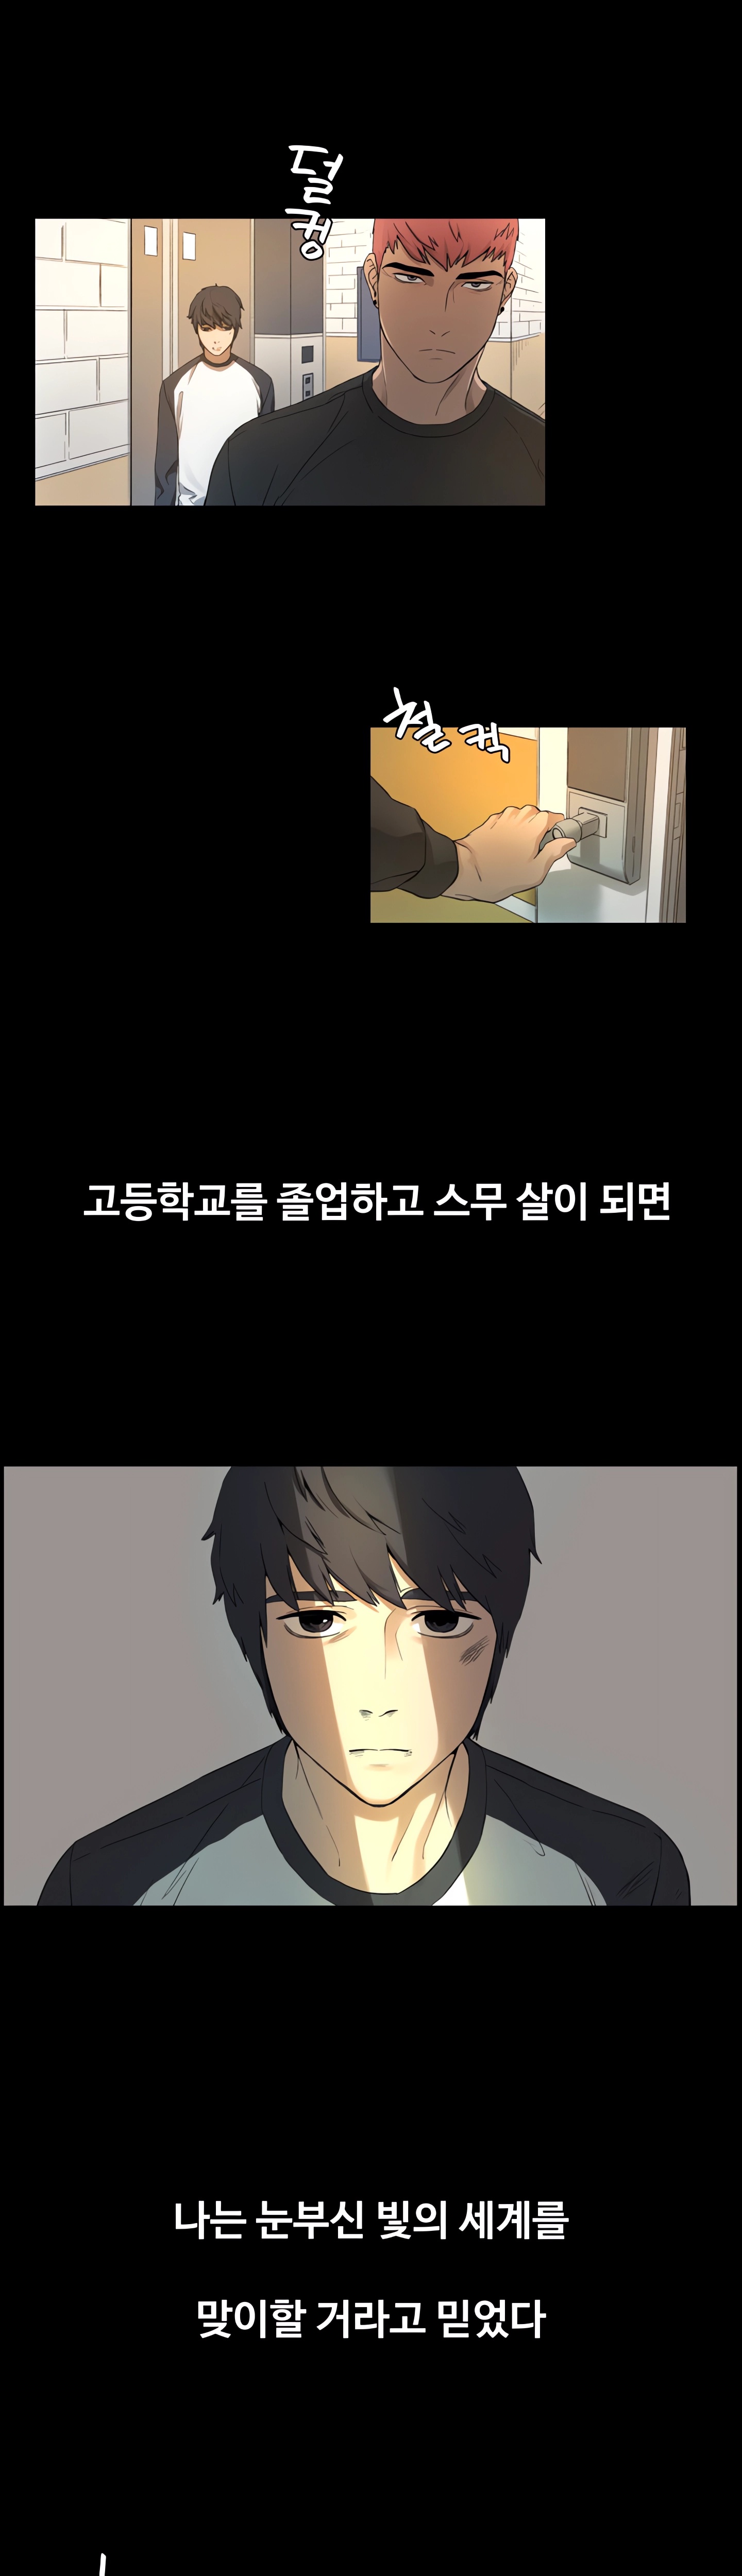 덜
컹
철컥
고등학교를 졸업하고 스무 살이 되면
나는 눈부신 빛의 세계를
맞이할 거라고 믿었다